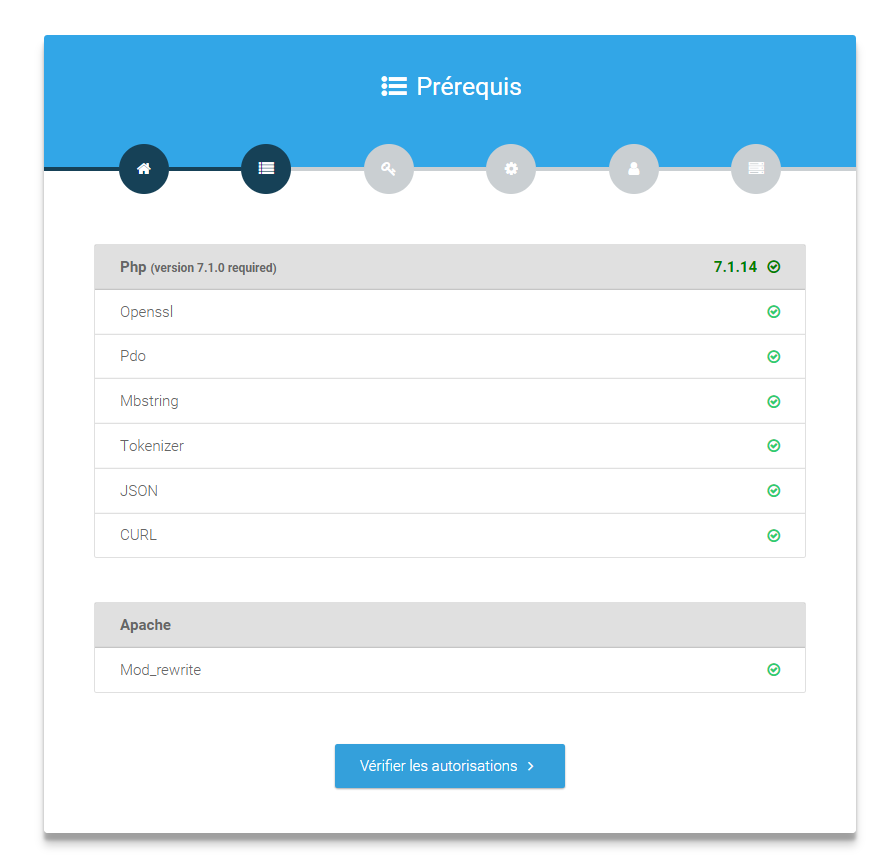 Prérequis
Php (version 7.1.0 required) 7.1.14
Openssl
Pdo
Mbstring
Tokenizer
JSON
CURL
Apache
Mod_rewrite
Vérifier les autorisations